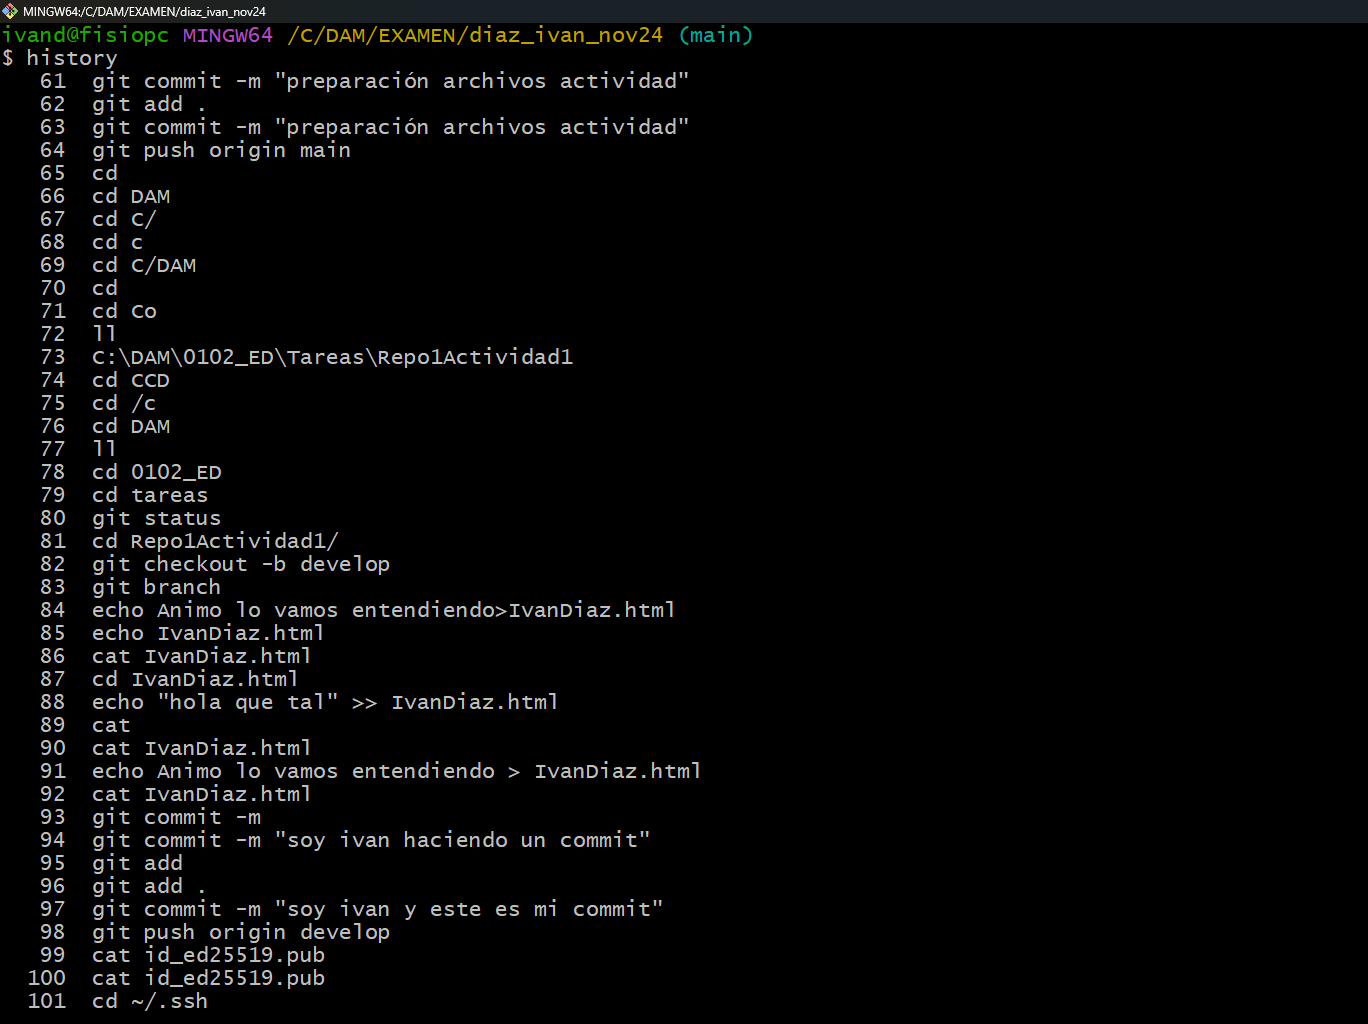 MINGW64:/C/DAM/EXAMEN/diaz_ivan_nov24
ivand@fisiopc MINGW64 /C/DAM/EXAMEN/diaz_ivan_nov24 (main)
$ history
61 git commit -m "preparación archivos actividad"
62 git add .
63 git commit -m "preparación archivos actividad"
64 git push origin main
65 cd
66 cd DAM
67 cd C/
68 cd c
69 cd C/DAM
70 cd
71 cd Co
72 ll
73 C:\DAM\0102_ED\Tareas\Repo1Actividad1
74 cd CCD
75 cd /c
76 cd DAM
77 ll
78 cd 0102_ED
79 cd tareas
80 git status
81 cd Repo1Actividad1/
82 git checkout -b develop
83 git branch
84 echo Animo lo vamos entendiendo>IvanDiaz.html
85 echo IvanDiaz.html
86 cat IvanDiaz.html
87 cd IvanDiaz.html
88 echo "hola que tal" >> IvanDiaz.html
89 cat
90 cat IvanDiaz.html
91 echo Animo lo vamos entendiendo > IvanDiaz.html
92 cat IvanDiaz.html
93 git commit -m
94 git commit -m "soy ivan haciendo un commit"
95 git add
96 git add .
97 git commit -m "soy ivan y este es mi commit"
98 git push origin develop
99 cat id_ed25519.pub
100 cat id_ed25519.pub
101 cd ~/.ssh